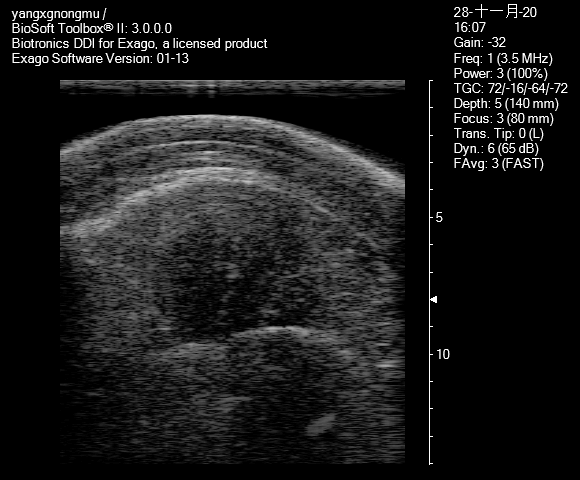 yangxgnongmu /
BioSoft Toolbox® II: 3.0.0.0
Biotronics DDI for Exago, a licensed product
Exago Software Version: 01-13
28-十一月-20
16:07
Gain: -32
Freq: 1 (3.5 MHz)
Power: 3 (100%)
TGC: 72/-16/-64/-72
Depth: 5 (140 mm)
Focus: 3 (80 mm)
Trans. Tip: 0 (L)
Dyn.: 6 (65 dB)
FAvg: 3 (FAST)
5
10